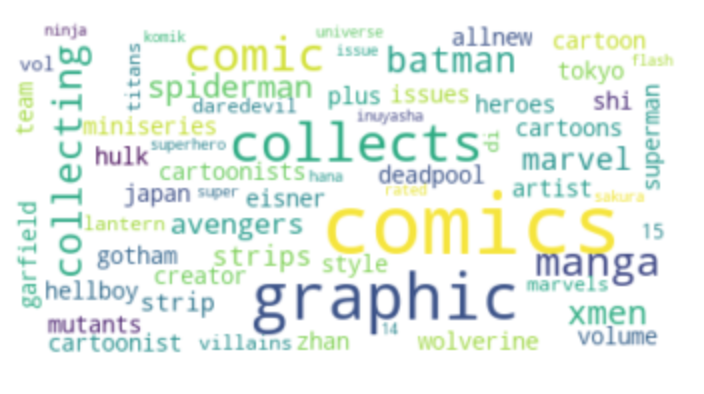 ninja
komik
universe
allnew
cartoon
vol
titans
comic
issue
batman
tokyo
flash
team
collecting
spiderman
plus
issues
heroes
shi
superman
daredevil
inuyasha
miniseries
superhero
collects
di
cartoons
hulk
cartoonists
hana
deadpool
marvel
japan
super
eisner
rated
artist
sakura
garfield
lantern
avengers
comics
15
gotham
strips
style
manga
creator
hellboy
strip
graphic
marvels
xmen
mutants
14
cartoonist
villains
zhan
wolverine
volume